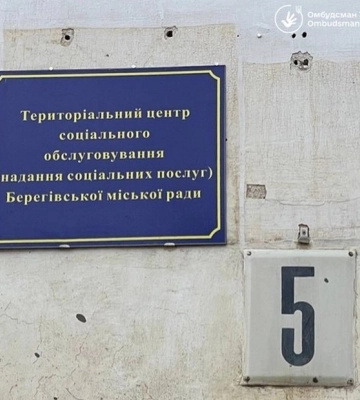 Омбудсман
Ombudsman
Територіальний центр
соціального
обслуговування
надання соціальних послуг)
Берегівської міської ради
5